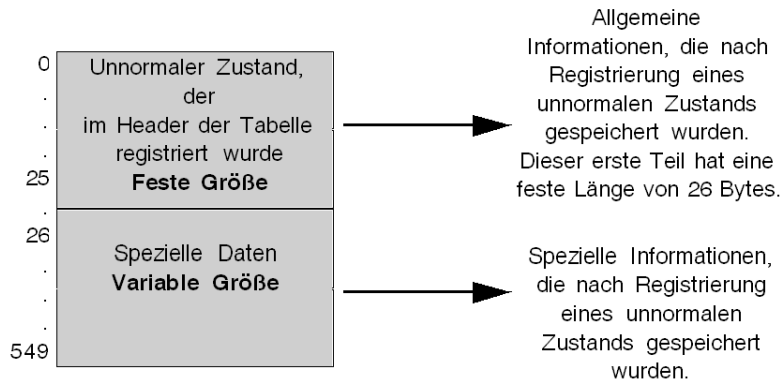 0
.
.
.
25
.
26
.
.
.
549
Unnormaler Zustand,
der
im Header der Tabelle
registriert wurde
Feste Größe
Spezielle Daten
Variable Größe
Allgemeine
Informationen, die nach
Registrierung eines
unnormalen Zustands
gespeichert wurden.
Dieser erste Teil hat eine
feste Länge von 26 Bytes.
Spezielle Informationen,
die nach Registrierung
eines unnormalen
Zustands gespeichert
wurden.